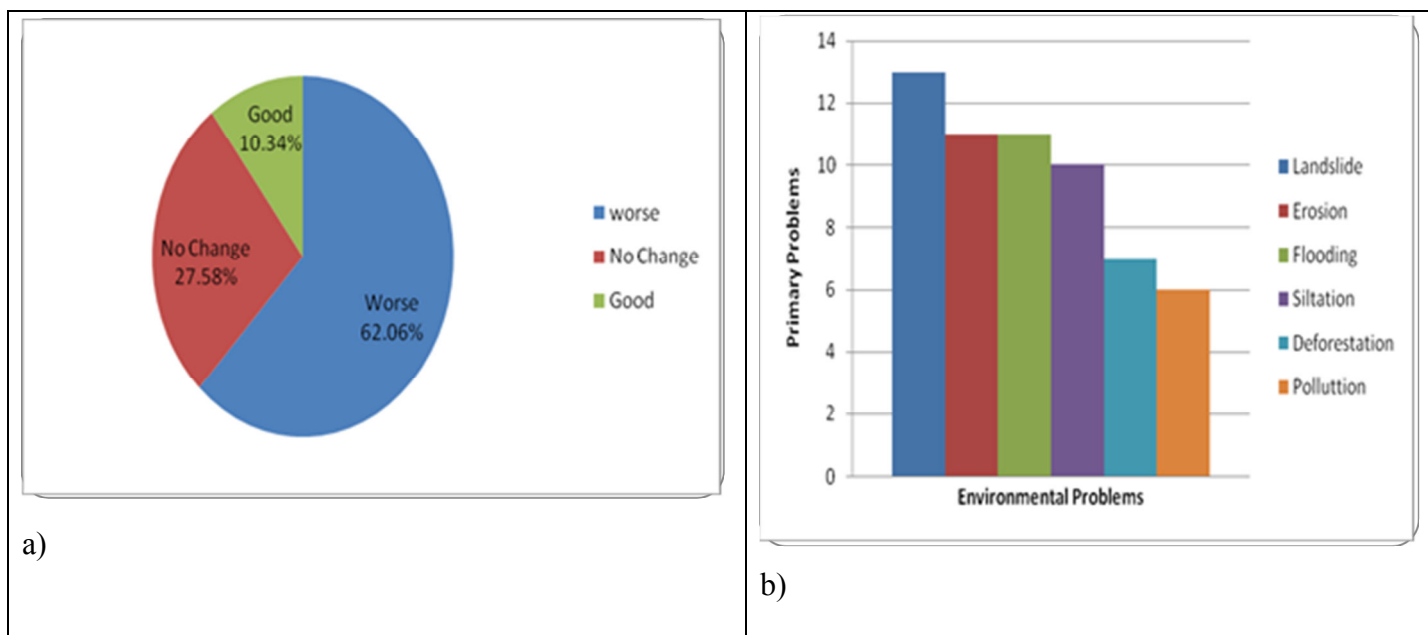 Good
10.34%
No Change
27.58%
Worse
62.06%
worse
No Change
Good
a)
14
12
10
8
6
4
2
0
Primary Problems
Environmental Problems
Landslide
Erosion
Flooding
Siltation
Deforestation
Polluttion
b)